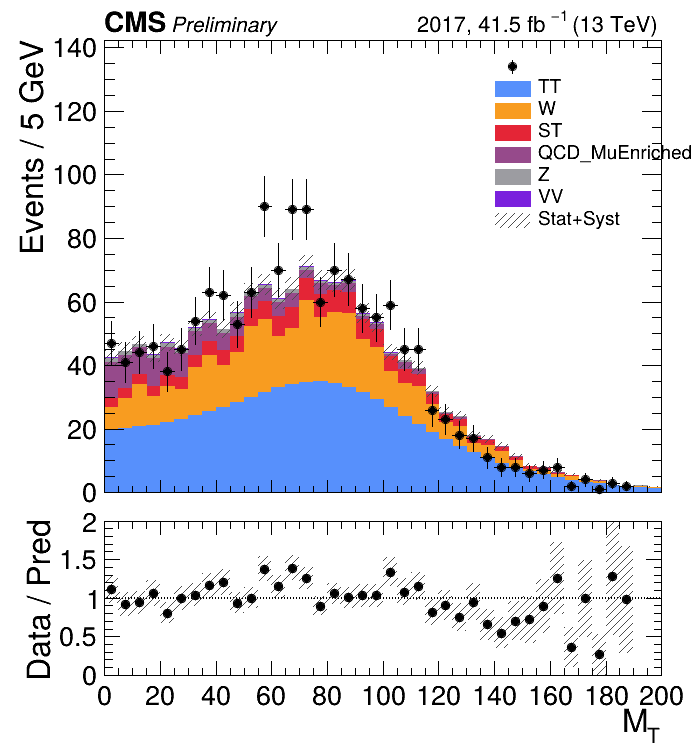 CMS Preliminary 2017, 41.5 fb⁻¹ (13 TeV)
Events / 5 GeV
140
120
100
80
60
40
20
0
TT
W
ST
QCD_MuEnriched
Z
VV
Stat+Syst
Data / Pred
2
1.5
1
0.5
0
0 20 40 60 80 100 120 140 160 180 200
M_T